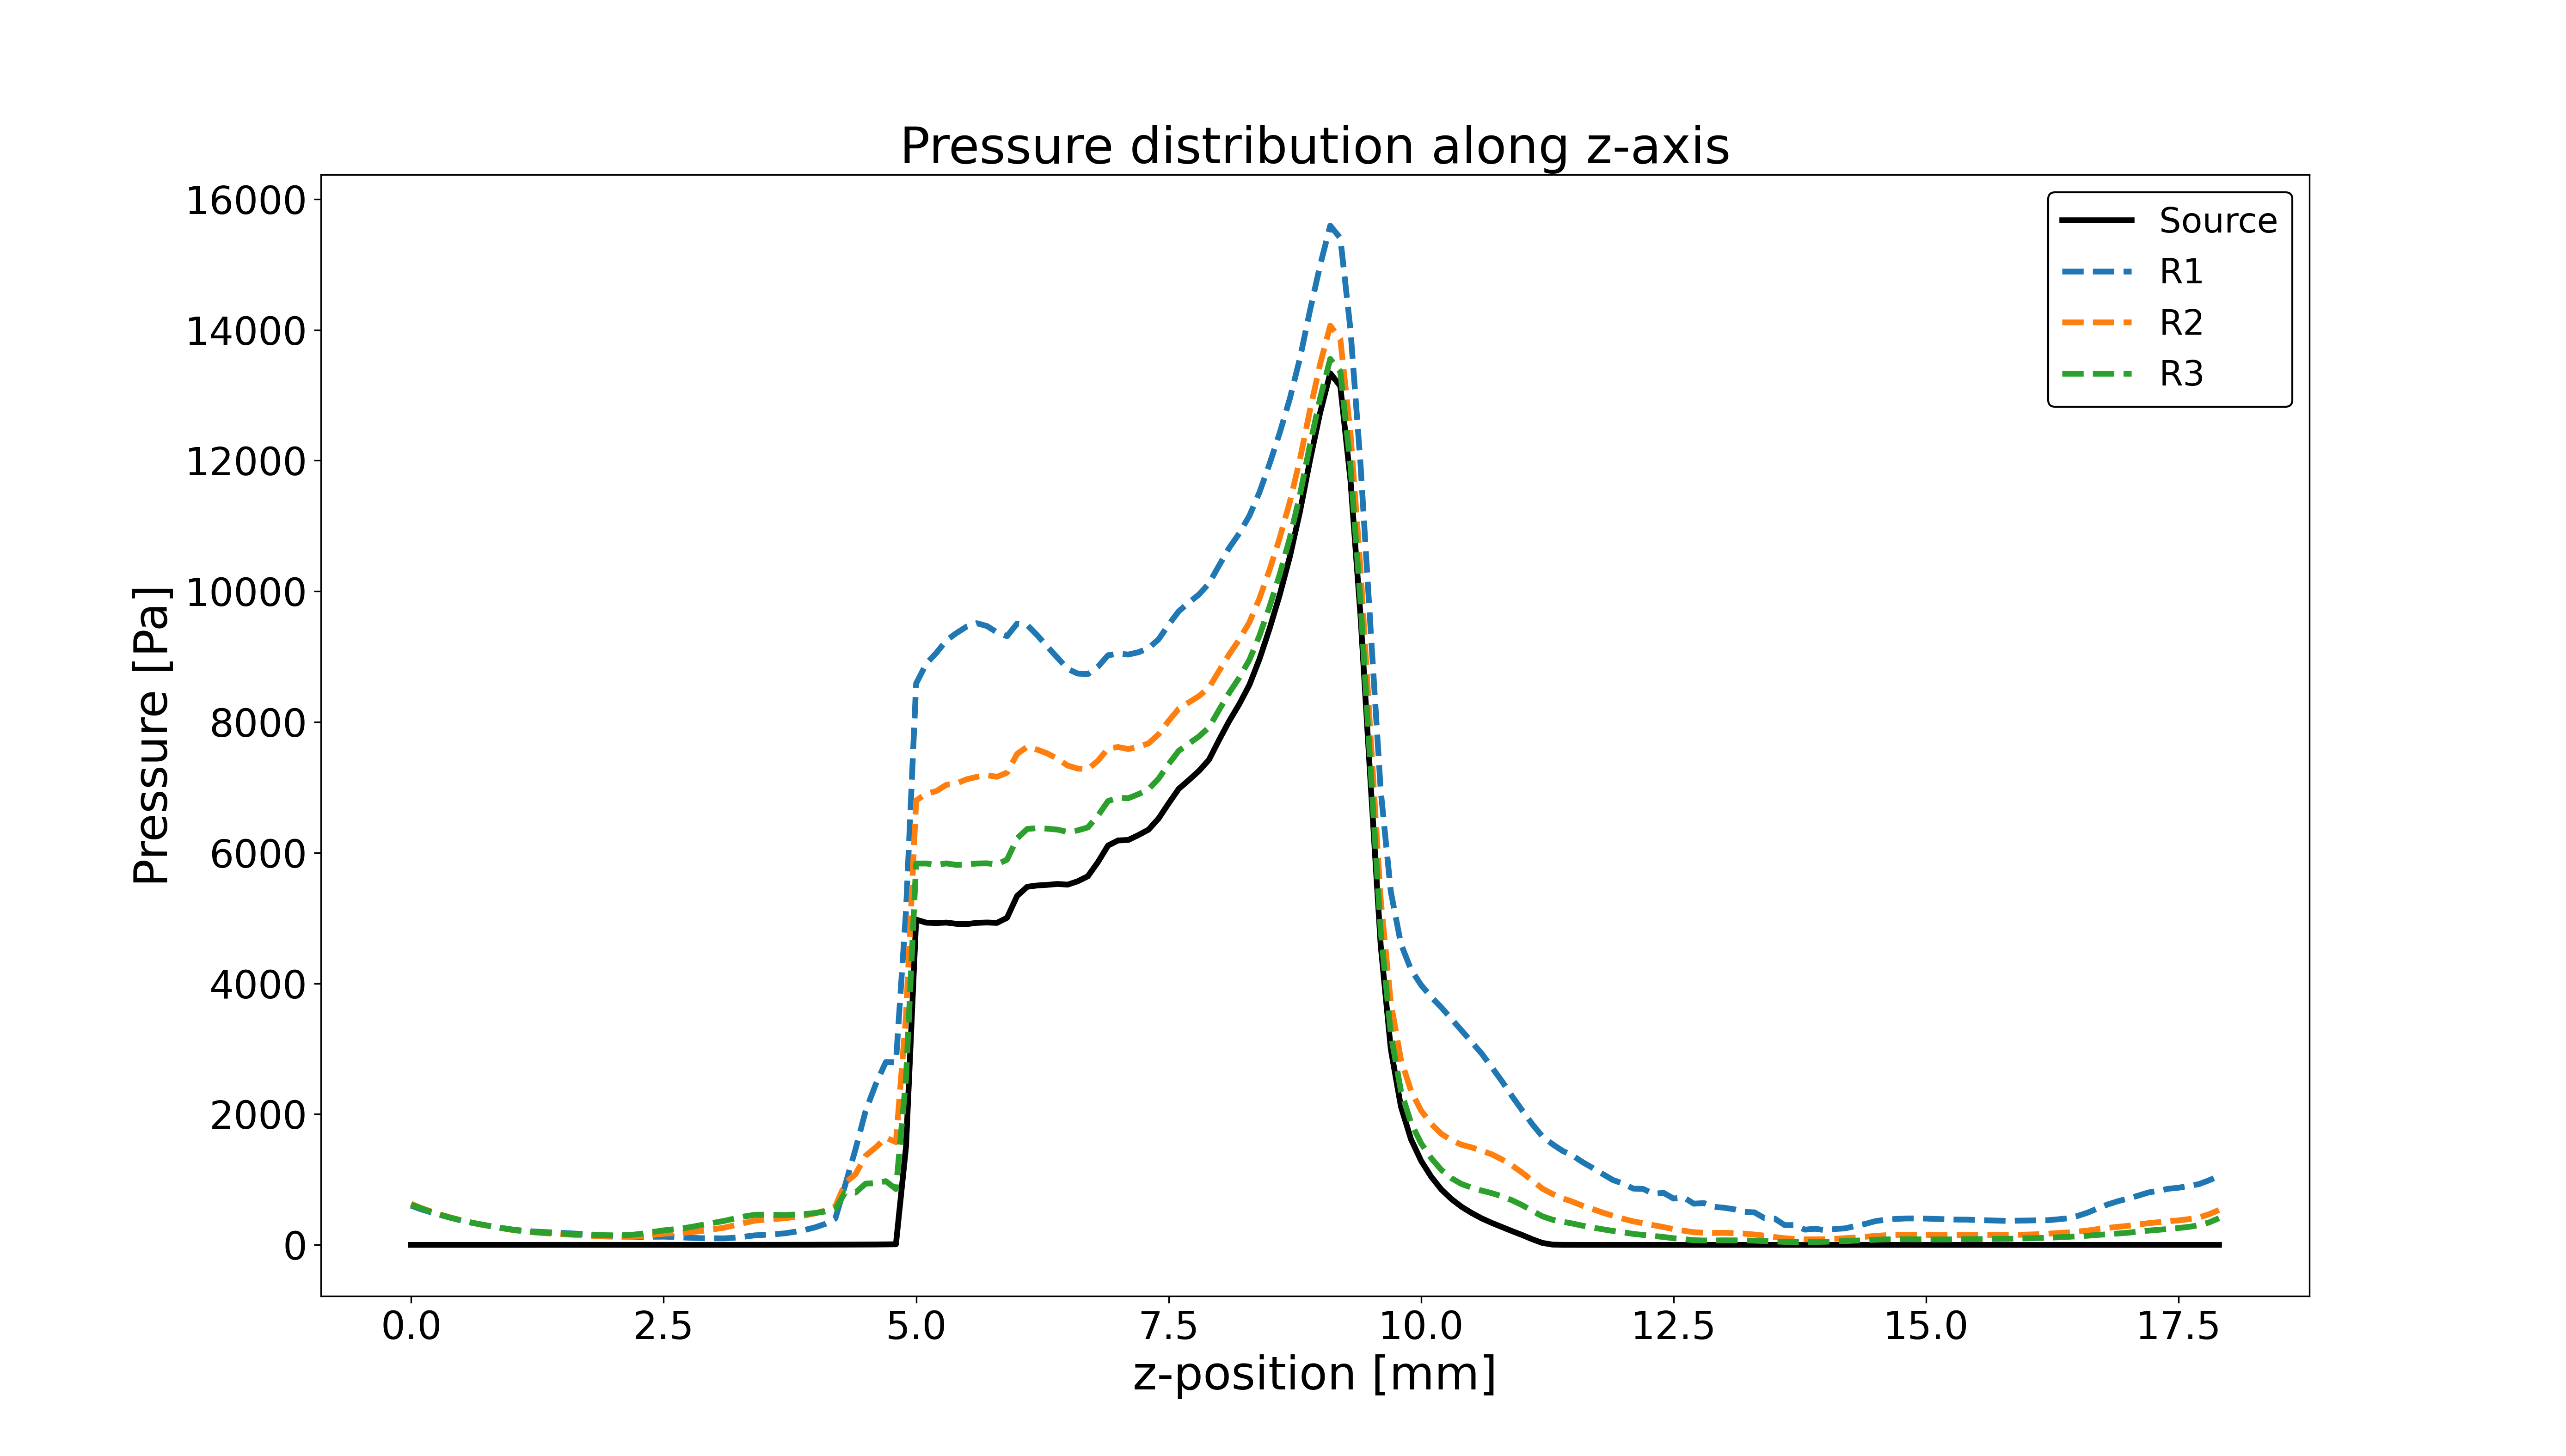 Pressure distribution along z-axis
16000
14000
12000
10000
8000
6000
4000
2000
0
Pressure [Pa]
0.0 2.5 5.0 7.5 10.0 12.5 15.0 17.5
z-position [mm]
Source
R1
R2
R3